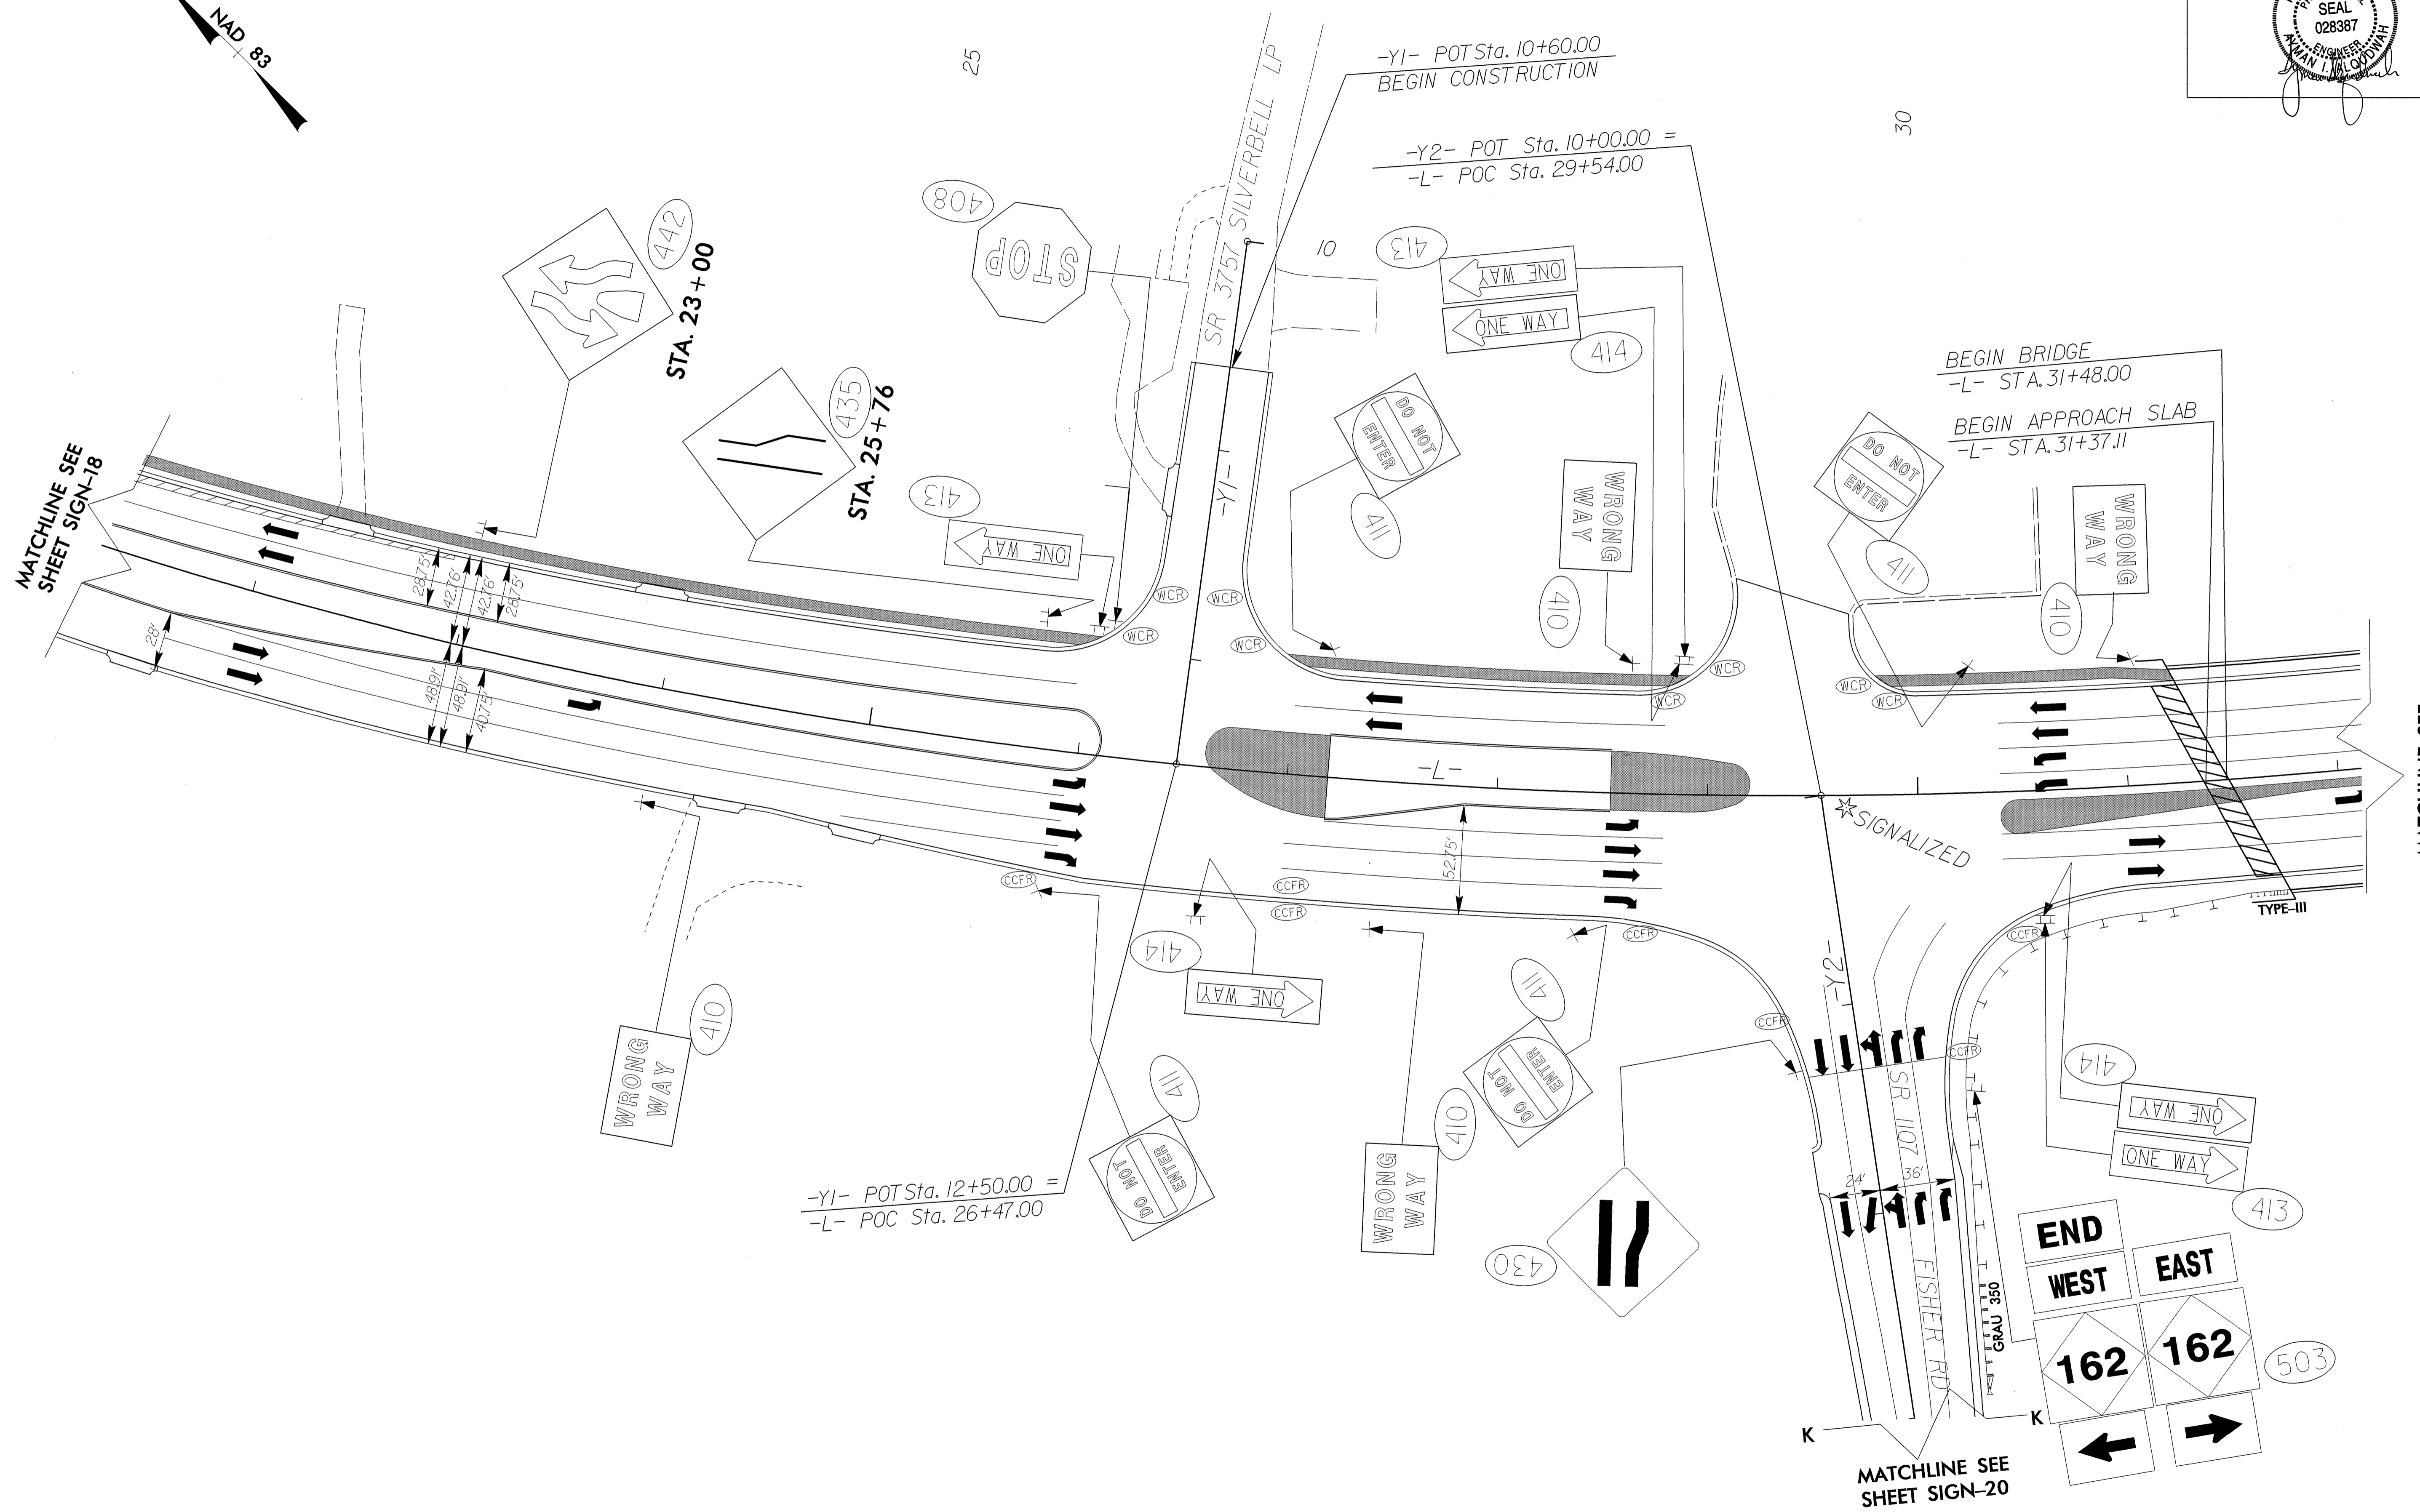 NAD 83
SEAL
028387
ENGINEER
25
30
-Y1- POT Sta. 10+60.00
BEGIN CONSTRUCTION
-Y2- POT Sta. 10+00.00 =
-L- POC Sta. 29+54.00
SR 3757 SILVERBELL LP
10
442
STA. 23+00
408
STOP
413
ONE WAY
ONE WAY
414
435
STA. 25+76
413
ONE WAY
DO NOT
ENTER
411
WRONG
WAY
410
DO NOT
ENTER
411
WRONG
WAY
410
BEGIN BRIDGE
-L- STA. 31+48.00
BEGIN APPROACH SLAB
-L- STA. 31+37.11
MATCHLINE SEE
SHEET SIGN-18
-Y1-
WCR
WCR
WCR
WCR
WCR
WCR
WCR
WCR
28.75'
42.76'
42.76'
28.75'
28'
48.91'
48.91'
40.75'
-L-
52.75'
SIGNALIZED
TYPE-III
CCFR
CCFR
CCFR
CCFR
CCFR
CCFR
CCFR
-Y2-
414
ONE WAY
410
WRONG
WAY
411
DO NOT
ENTER
410
WRONG
WAY
411
DO NOT
ENTER
430
-Y1- POT Sta. 12+50.00 =
-L- POC Sta. 26+47.00
SR 1107
FISHER RD
24'
36'
GRAU 350
414
ONE WAY
ONE WAY
413
END
WEST
EAST
162
162
503
K
K
MATCHLINE SEE
SHEET SIGN-20